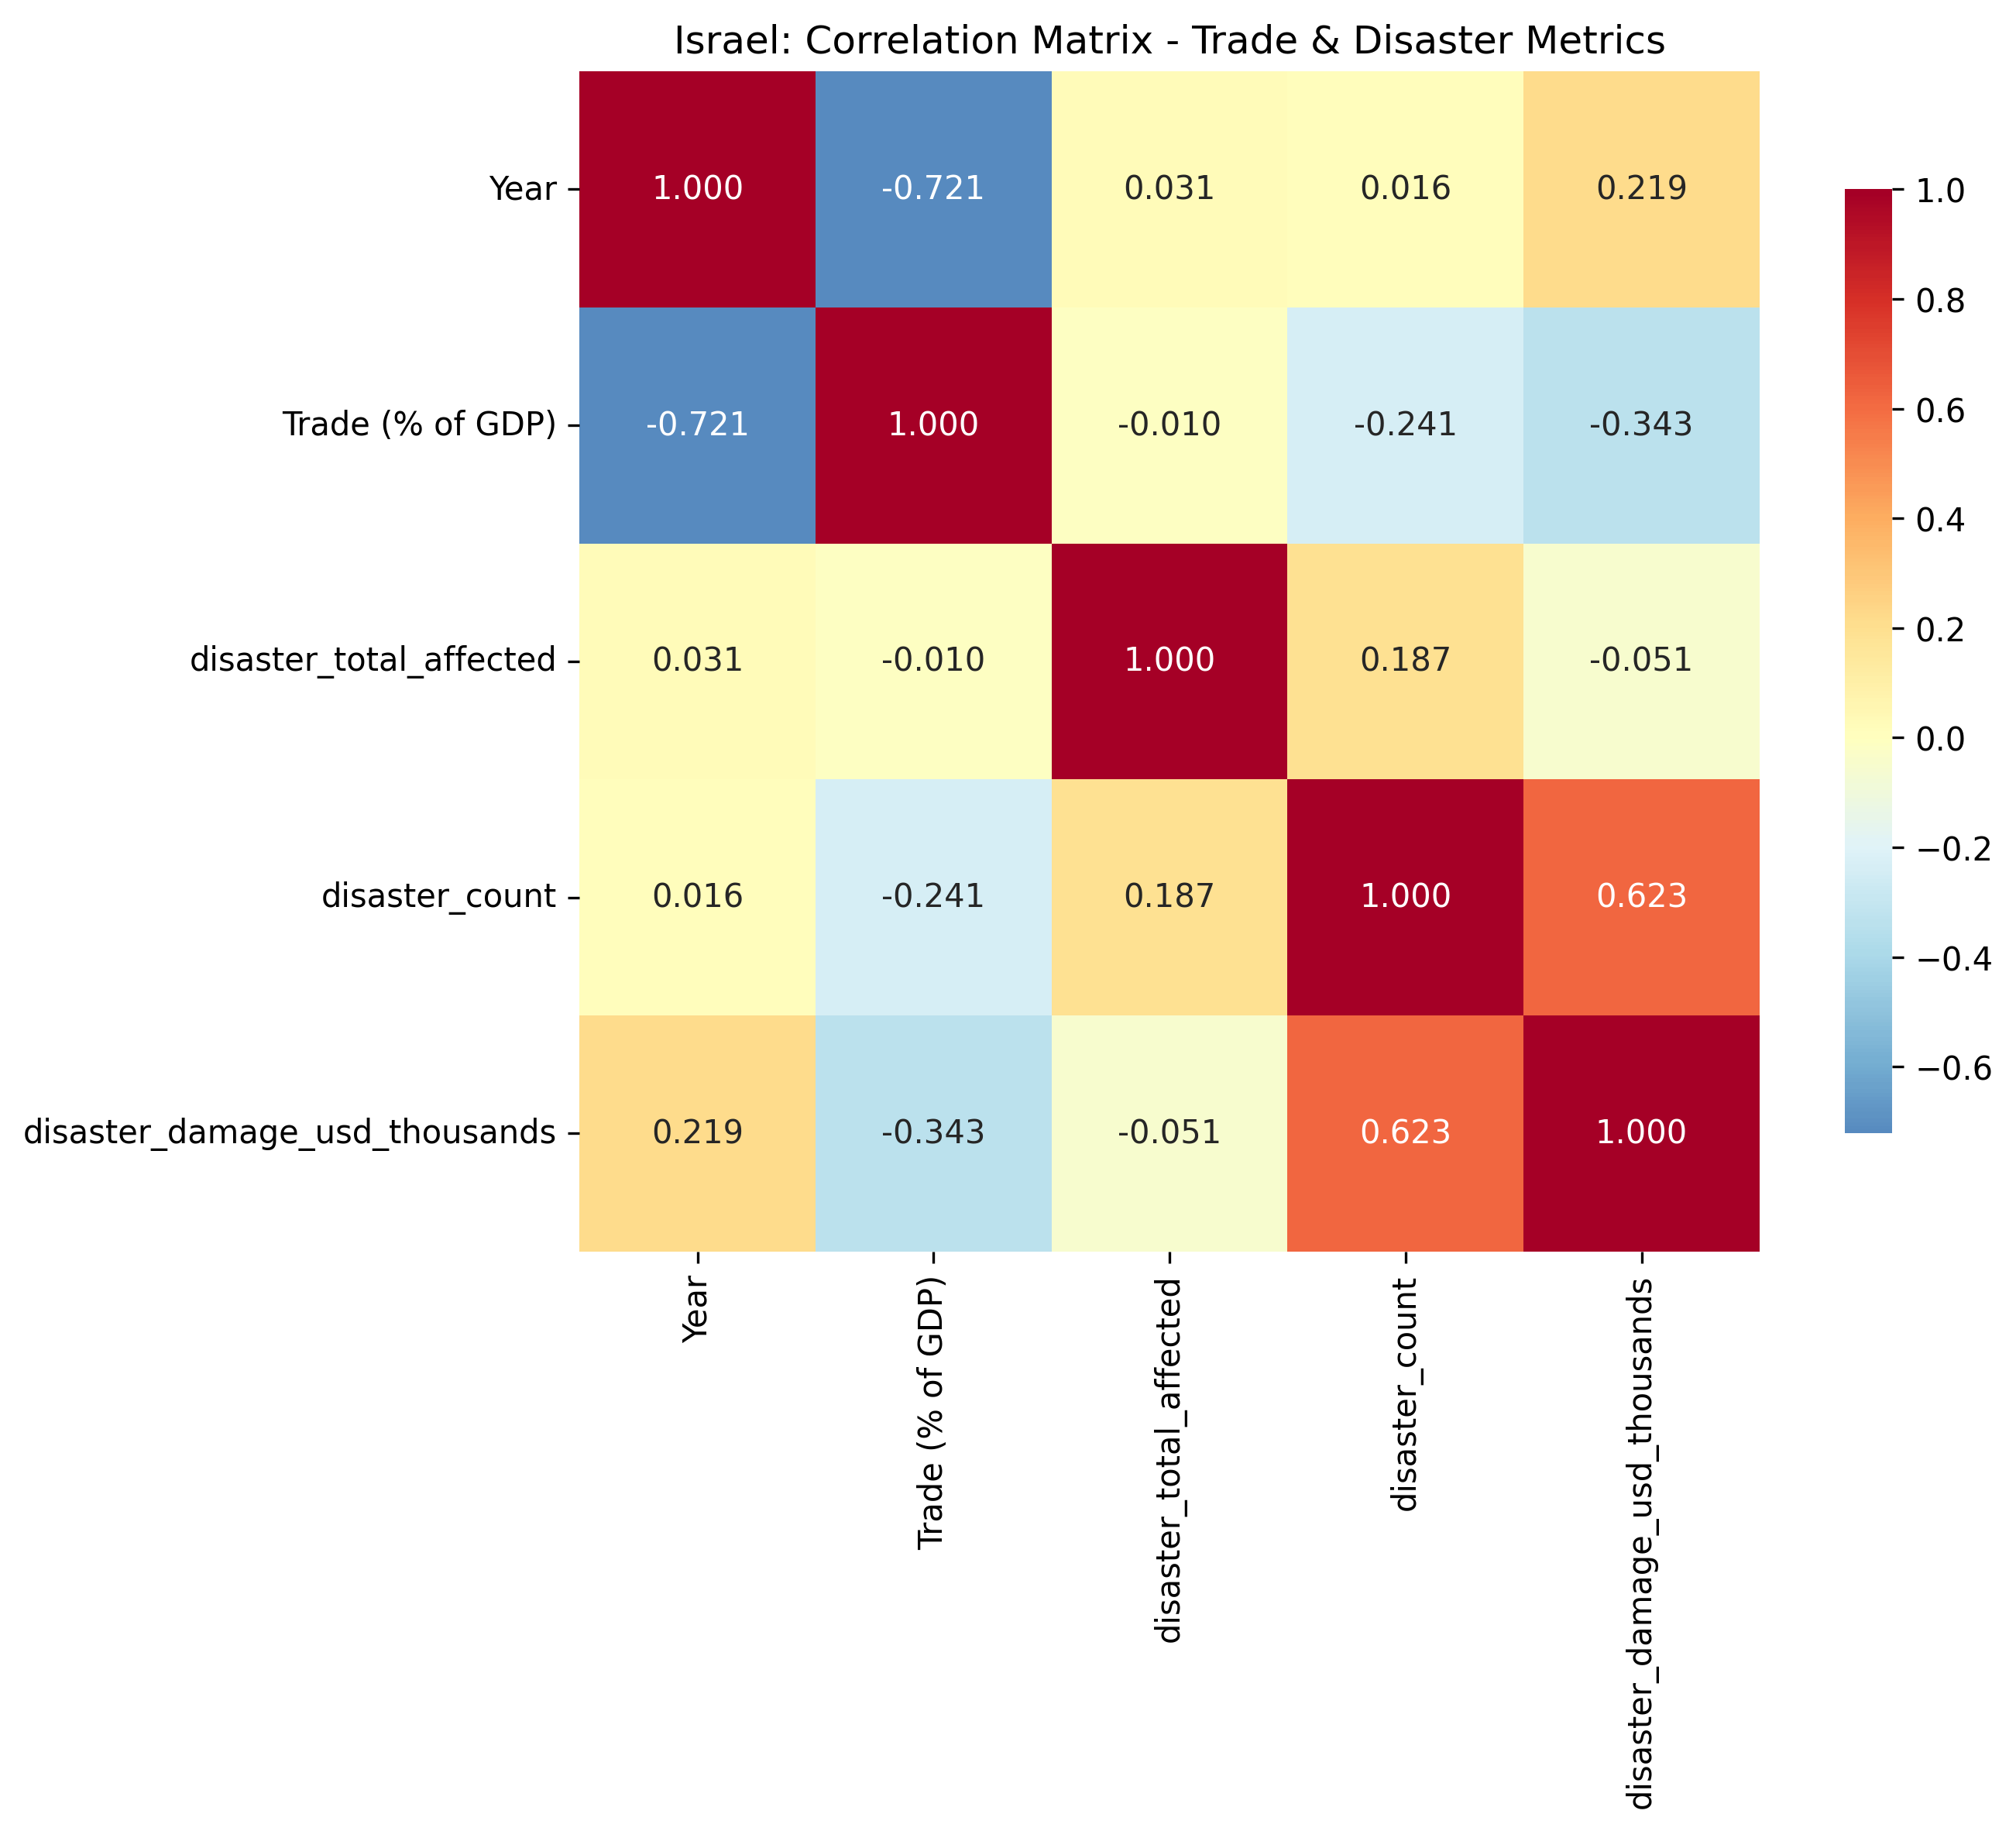 Israel: Correlation Matrix - Trade & Disaster Metrics
Year 1.000 -0.721 0.031 0.016 0.219
Trade (% of GDP) -0.721 1.000 -0.010 -0.241 -0.343
disaster_total_affected 0.031 -0.010 1.000 0.187 -0.051
disaster_count 0.016 -0.241 0.187 1.000 0.623
disaster_damage_usd_thousands 0.219 -0.343 -0.051 0.623 1.000
Year
Trade (% of GDP)
disaster_total_affected
disaster_count
disaster_damage_usd_thousands
1.0
0.8
0.6
0.4
0.2
0.0
−0.2
−0.4
−0.6